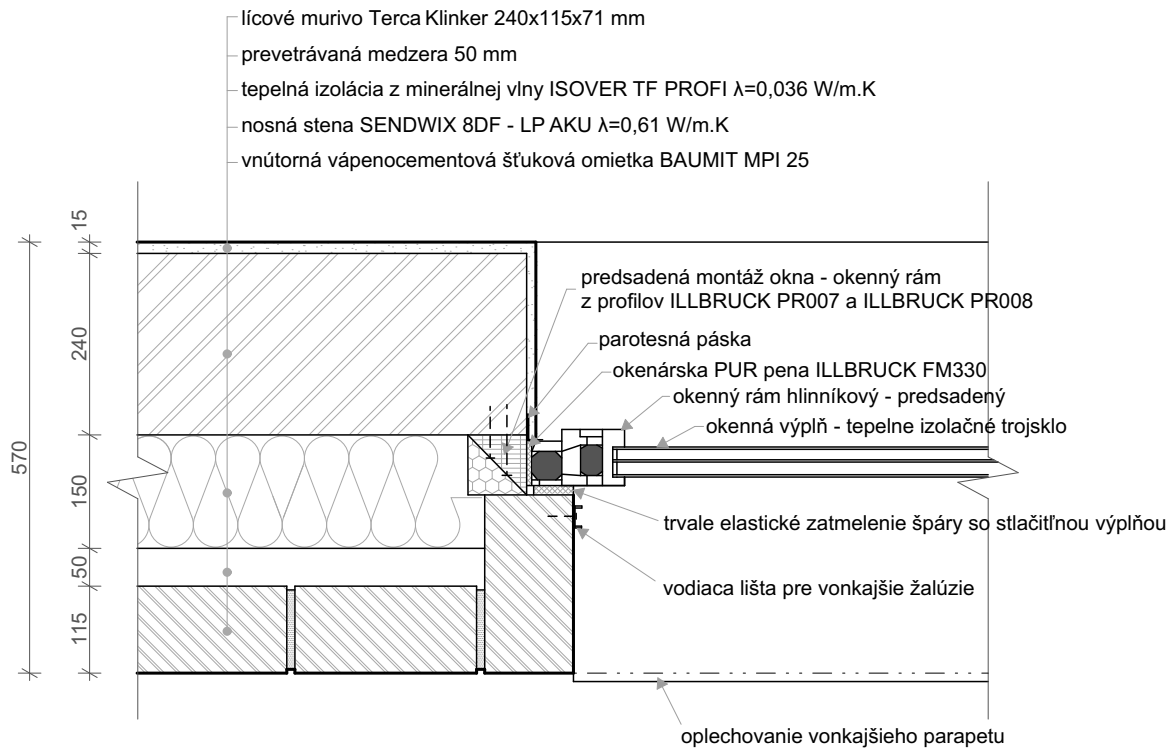 lícové murivo Terca Klinker 240x115x71 mm
prevetrávaná medzera 50 mm
tepelná izolácia z minerálnej vlny ISOVER TF PROFI λ=0,036 W/m.K
nosná stena SENDWIX 8DF - LP AKU λ=0,61 W/m.K
vnútorná vápenocementová šťuková omietka BAUMIT MPI 25
15
240
570
150
50
115
predsadená montáž okna - okenný rám
z profilov ILLBRUCK PR007 a ILLBRUCK PR008
parotesná páska
okenárska PUR pena ILLBRUCK FM330
okenný rám hlinníkový - predsadený
okenná výplň - tepelne izolačné trojsklo
trvale elastické zatmelenie špáry so stlačitľnou výplňou
vodiaca lišta pre vonkajšie žalúzie
oplechovanie vonkajšieho parapetu